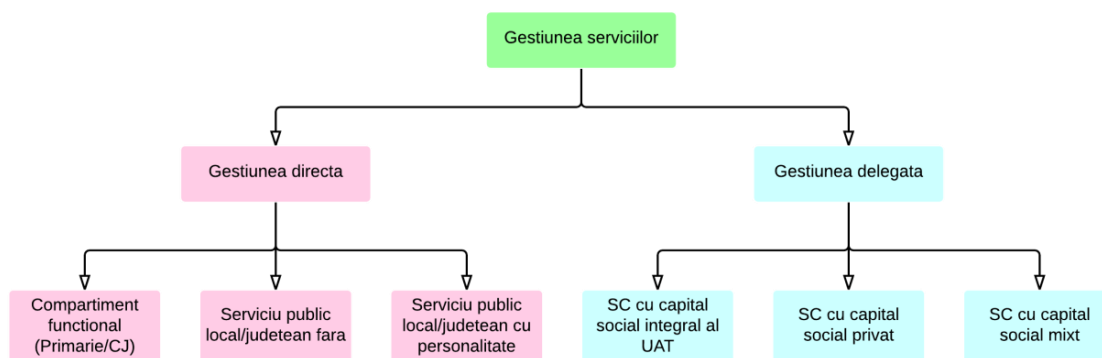 Gestiunea serviciilor
Gestiunea directa
Gestiunea delegata
Compartiment
functional
(Primarie/CJ)
Serviciu public
local/judetean fara
Serviciu public
local/judetean cu
personalitate
SC cu capital
social integral al
UAT
SC cu capital
social privat
SC cu capital
social mixt